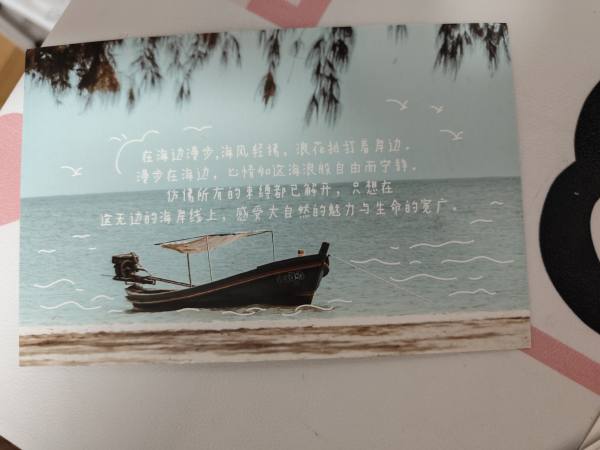 在海边漫步,海风轻拂，浪花拍打着岸边。
漫步在海边，心情如这海浪般自由而宁静。
仿佛所有的束缚都已解开，只想在
这无边的海岸线上，感受大自然的魅力与生命的宽广。